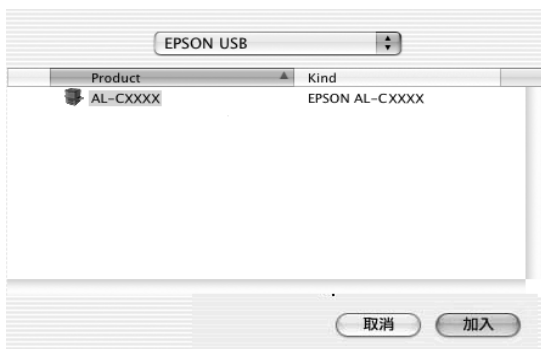 EPSON USB
Product Kind
AL-CXXXX EPSON AL-CXXXX
取消 加入